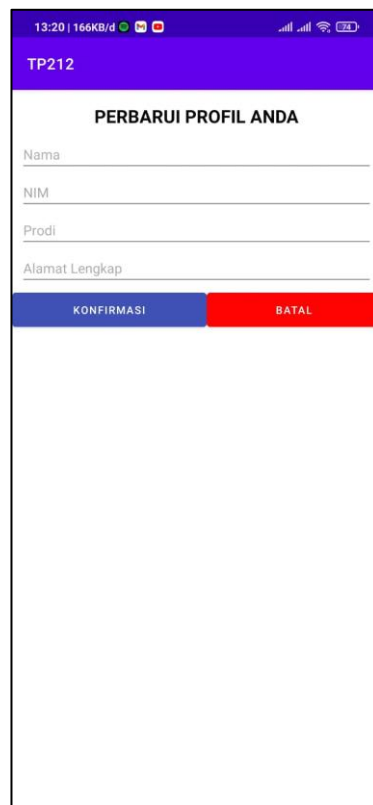 13:20 | 166KB/d 74
TP212
PERBARUI PROFIL ANDA
Nama
NIM
Prodi
Alamat Lengkap
KONFIRMASI BATAL